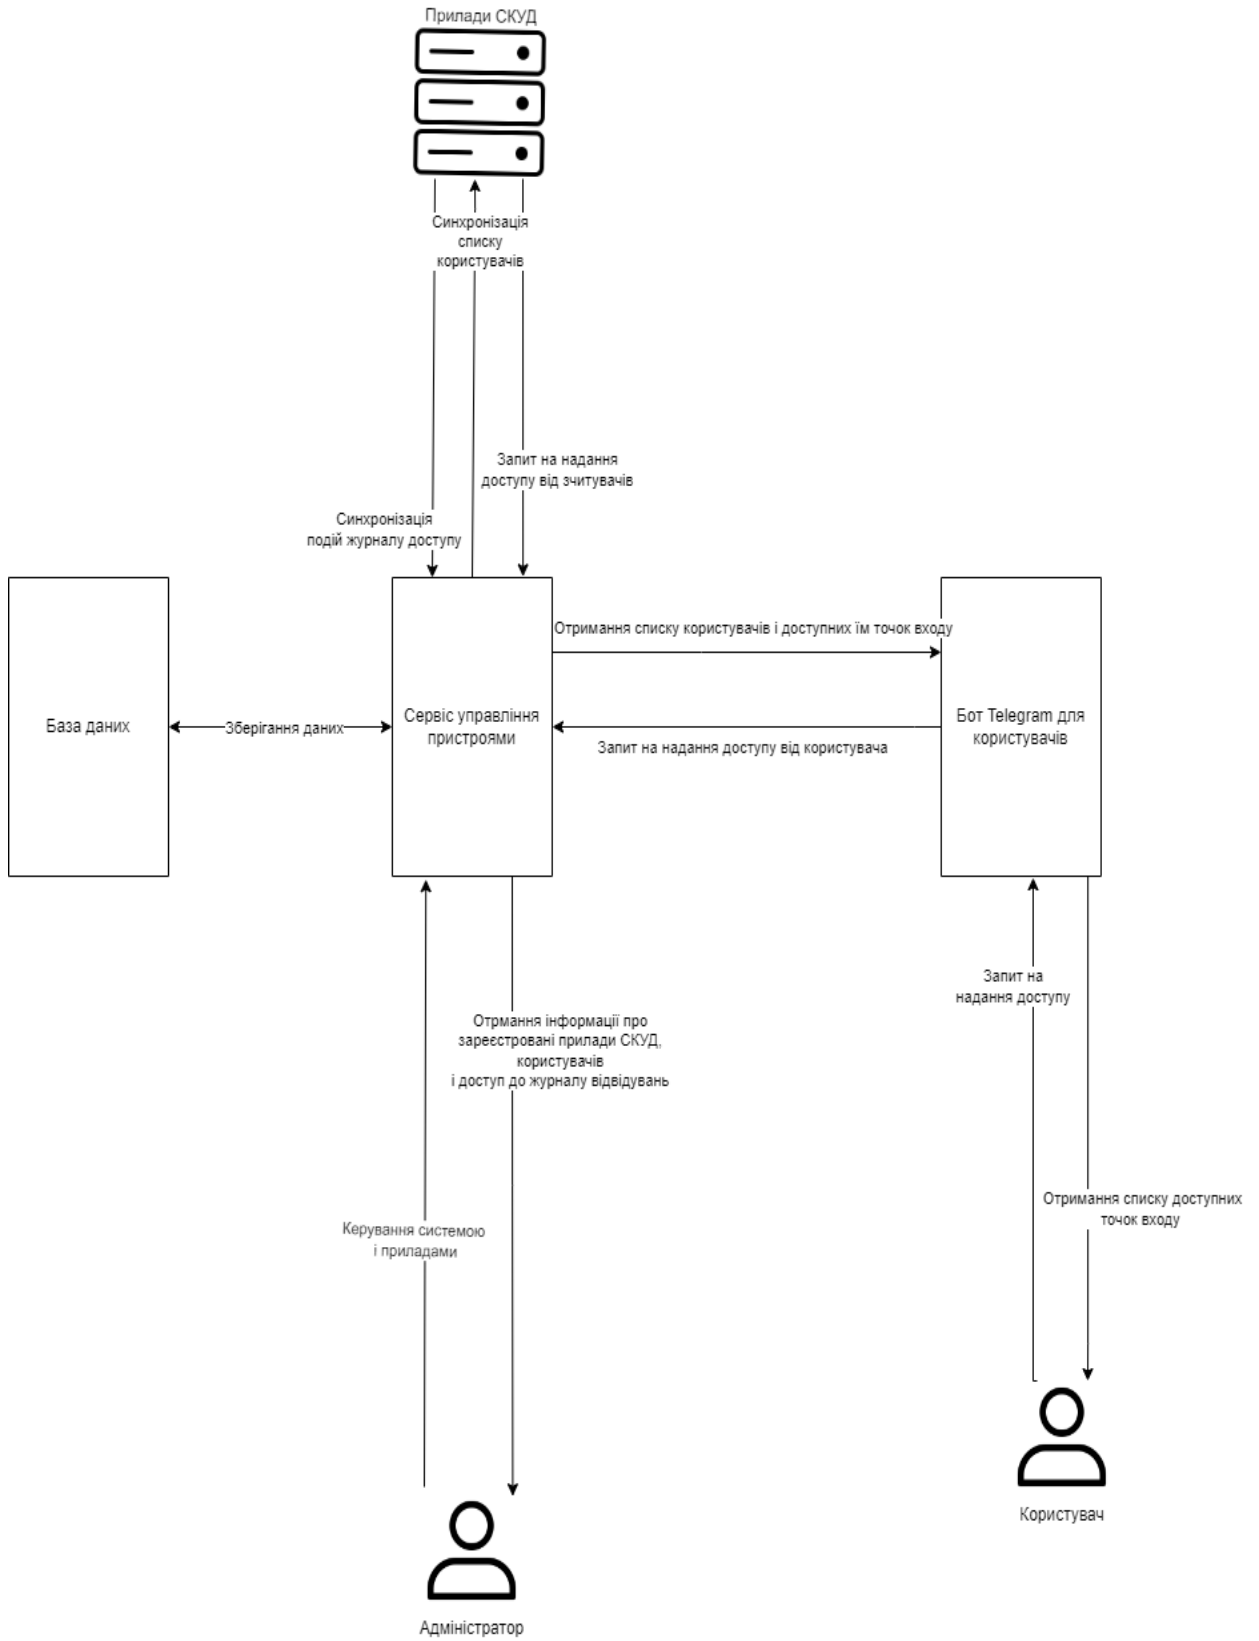 Прилади СКУД
Синхронізація
списку
користувачів
Запит на надання
доступу від зчитувачів
Синхронізація
подій журналу доступу
Отримання списку користувачів і доступних їм точок входу
База даних
Зберігання даних
Сервіс управління
пристроями
Бот Telegram для
користувачів
Запит на надання доступу від користувача
Запит на
надання доступу
Отрмання інформації про
зареєстровані прилади СКУД,
користувачів
і доступ до журналу відвідувань
Отримання списку доступних
точок входу
Керування системою
і приладами
Користувач
Адміністратор